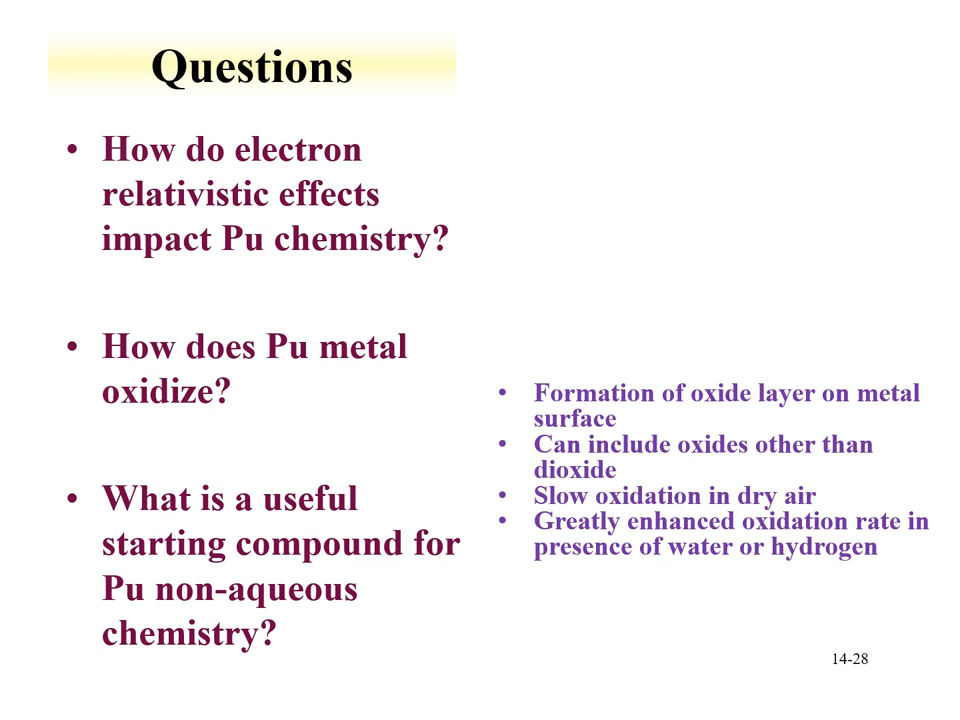 Questions
• How do electron
relativistic effects
impact Pu chemistry?
• How does Pu metal
oxidize?
• What is a useful
starting compound for
Pu non-aqueous
chemistry?
• Formation of oxide layer on metal
surface
• Can include oxides other than
dioxide
• Slow oxidation in dry air
• Greatly enhanced oxidation rate in
presence of water or hydrogen
14-28